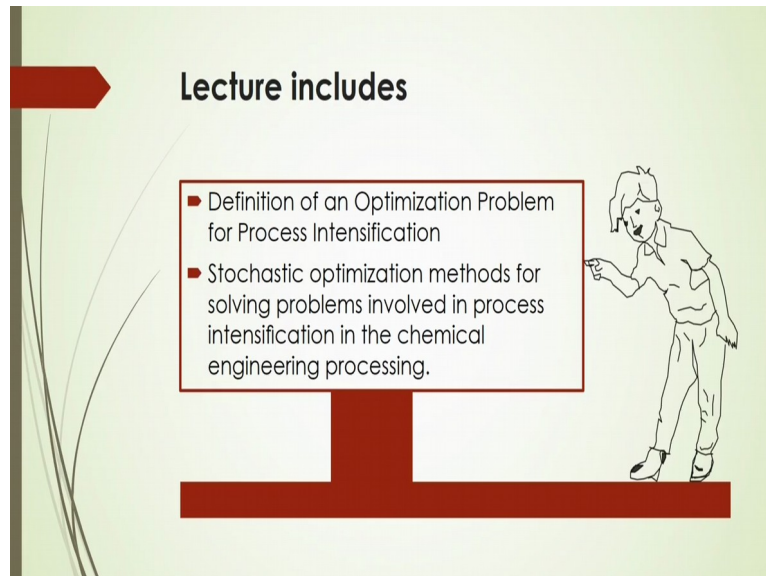 Lecture includes
Definition of an Optimization Problem
for Process Intensification
Stochastic optimization methods for
solving problems involved in process
intensification in the chemical
engineering processing.